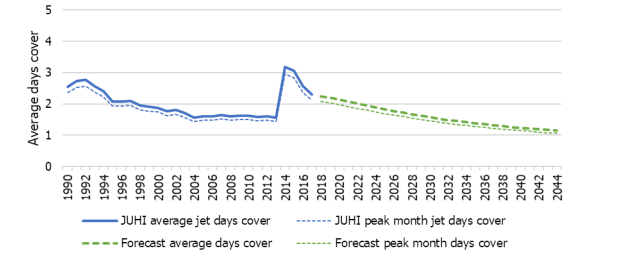 Average days cover
5
4
3
2
1
0
1990 1992 1994 1996 1998 2000 2002 2004 2006 2008 2010 2012 2014 2016 2018 2020 2022 2024 2026 2028 2030 2032 2034 2036 2038 2040 2042 2044
JUHI average jet days cover JUHI peak month jet days cover
Forecast average days cover Forecast peak month days cover